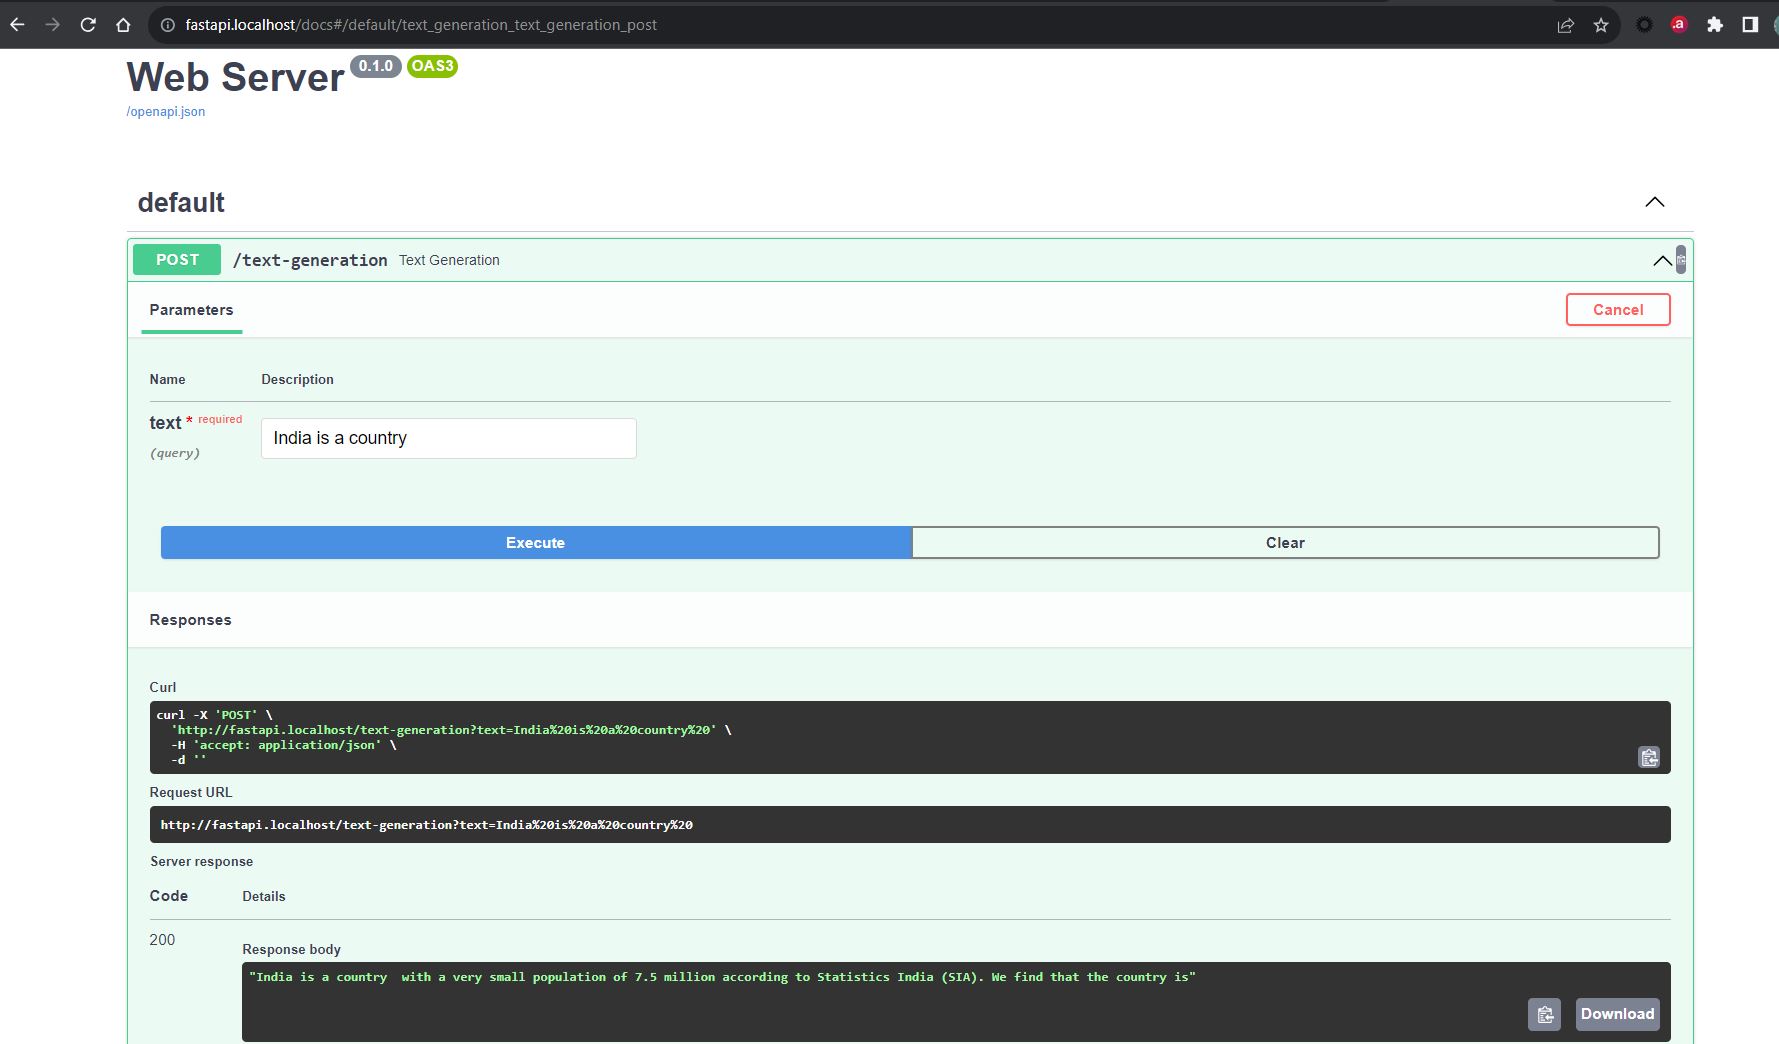 fastapi.localhost/docs#/default/text_generation_text_generation_post
.a
Web Server 0.1.0 OAS3
/openapi.json
default
POST /text-generation Text Generation
Parameters
Cancel
Name Description
text * required
India is a country
(query)
Execute
Clear
Responses
Curl
curl -X 'POST' \
'http://fastapi.localhost/text-generation?text=India%20is%20a%20country%20' \
-H 'accept: application/json' \
-d ''
Request URL
http://fastapi.localhost/text-generation?text=India%20is%20a%20country%20
Server response
Code Details
200
Response body
"India is a country  with a very small population of 7.5 million according to Statistics India (SIA). We find that the country is"
Download